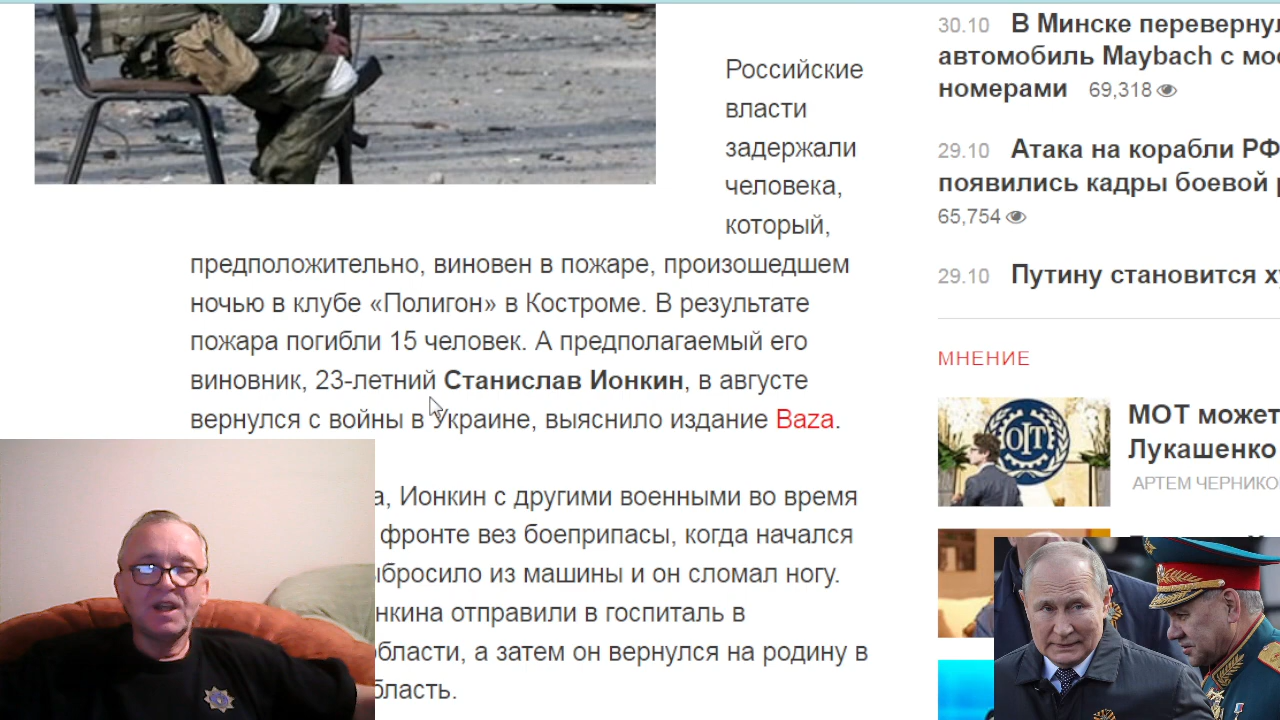 Российские
власти
задержали
человека,
который,
предположительно, виновен в пожаре, произошедшем
ночью в клубе «Полигон» в Костроме. В результате
пожара погибли 15 человек. А предполагаемый его
виновник, 23-летний Станислав Ионкин, в августе
вернулся с войны в Украине, выяснило издание Baza.
а, Ионкин с другими военными во время
фронте вез боеприпасы, когда начался
ыбросило из машины и он сломал ногу.
нкина отправили в госпиталь в
бласти, а затем он вернулся на родину в
бласть.
30.10 В Минске переверну
автомобиль Maybach с мос
номерами 69,318
29.10 Атака на корабли РФ
появились кадры боевой р
65,754
29.10 Путину становится ху
МНЕНИЕ
МОТ может
Лукашенко
АРТЕМ ЧЕРНИКО